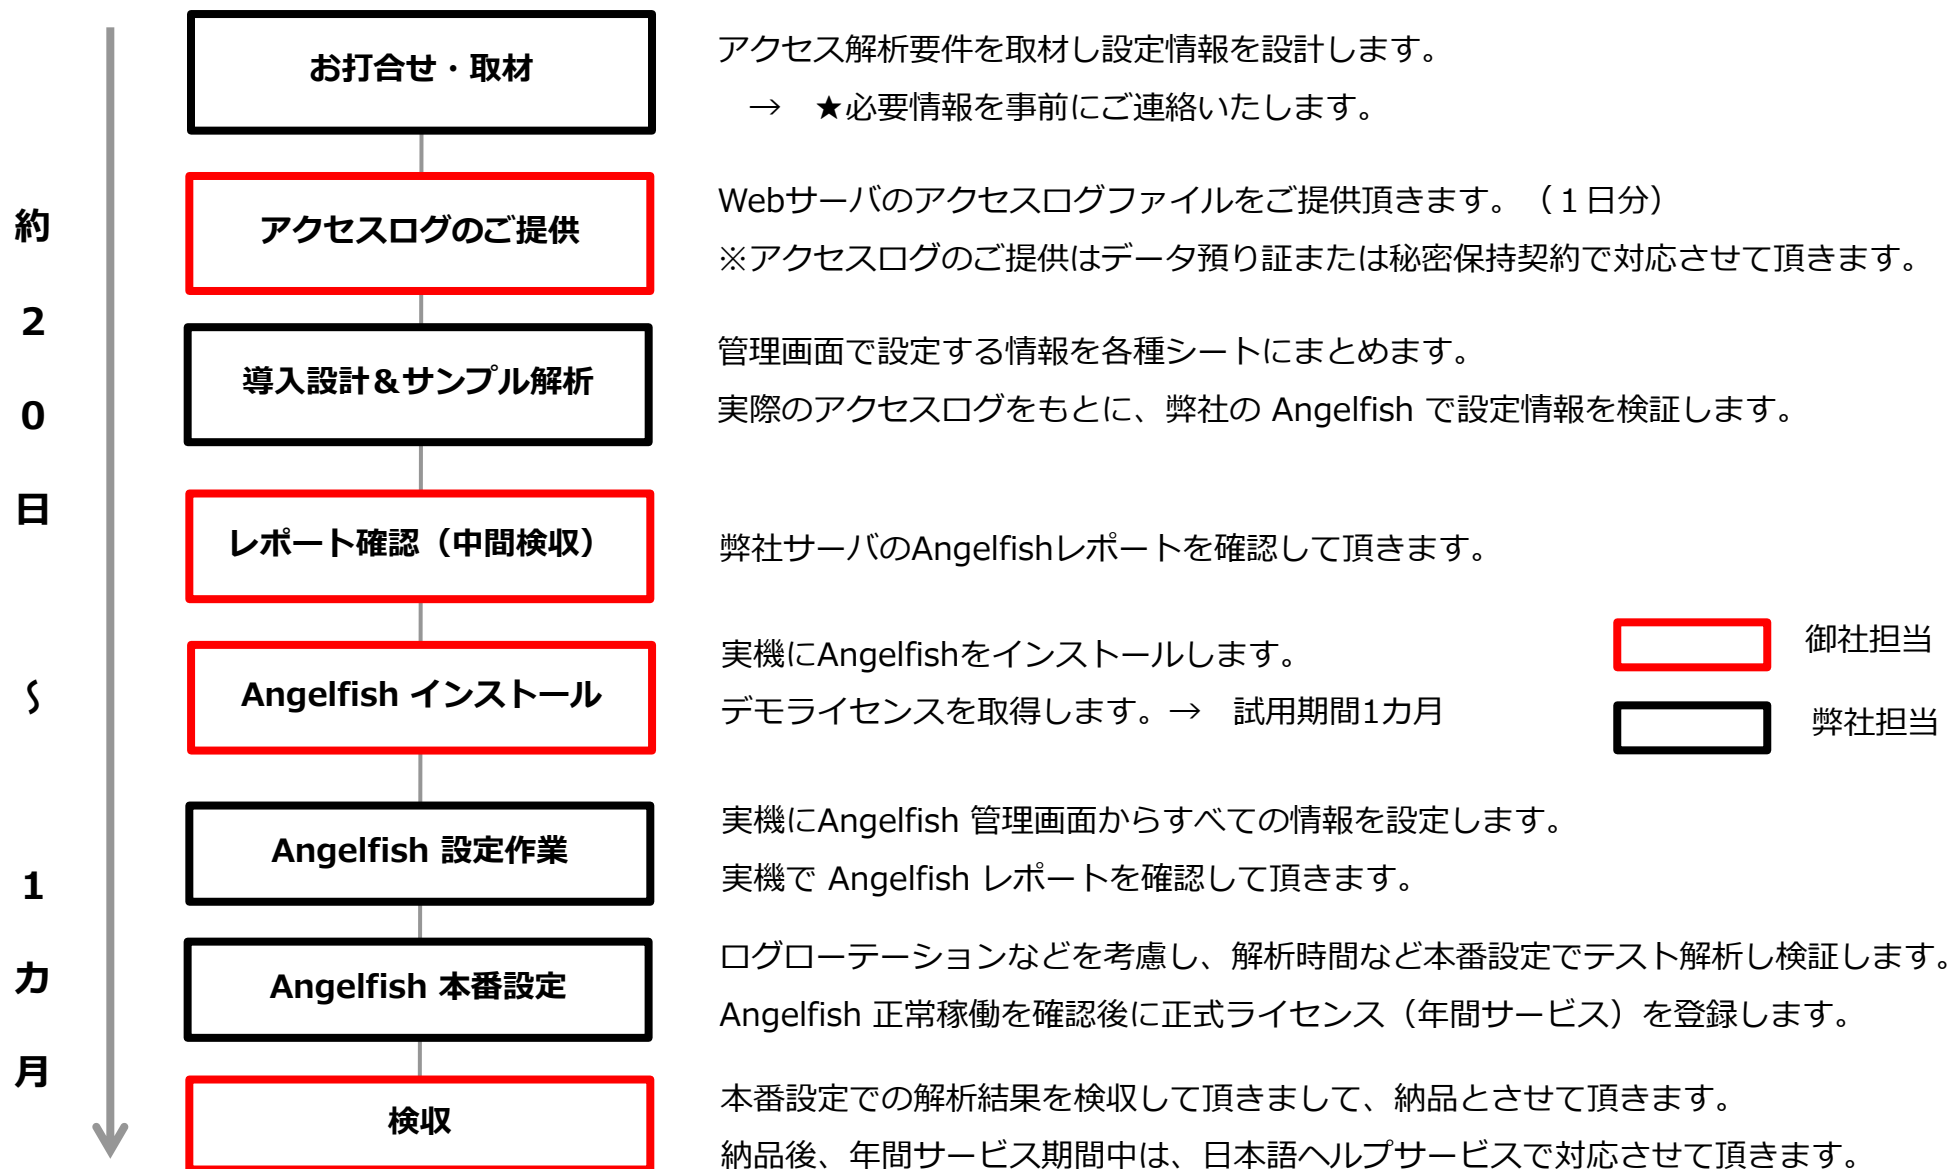 お打合せ・取材
アクセス解析要件を取材し設定情報を設計します。
→ ★必要情報を事前にご連絡いたします。
アクセスログのご提供
Webサーバのアクセスログファイルをご提供頂きます。（１日分）
※アクセスログのご提供はデータ預り証または秘密保持契約で対応させて頂きます。
導入設計＆サンプル解析
管理画面で設定する情報を各種シートにまとめます。
実際のアクセスログをもとに、弊社の Angelfish で設定情報を検証します。
レポート確認（中間検収）
弊社サーバのAngelfishレポートを確認して頂きます。
Angelfish インストール
実機にAngelfishをインストールします。
デモライセンスを取得します。→ 試用期間1カ月
御社担当
弊社担当
Angelfish 設定作業
実機にAngelfish 管理画面からすべての情報を設定します。
実機で Angelfish レポートを確認して頂きます。
Angelfish 本番設定
ログローテーションなどを考慮し、解析時間など本番設定でテスト解析し検証します。
Angelfish 正常稼働を確認後に正式ライセンス（年間サービス）を登録します。
検収
本番設定での解析結果を検収して頂きまして、納品とさせて頂きます。
納品後、年間サービス期間中は、日本語ヘルプサービスで対応させて頂きます。
約２０日～１カ月